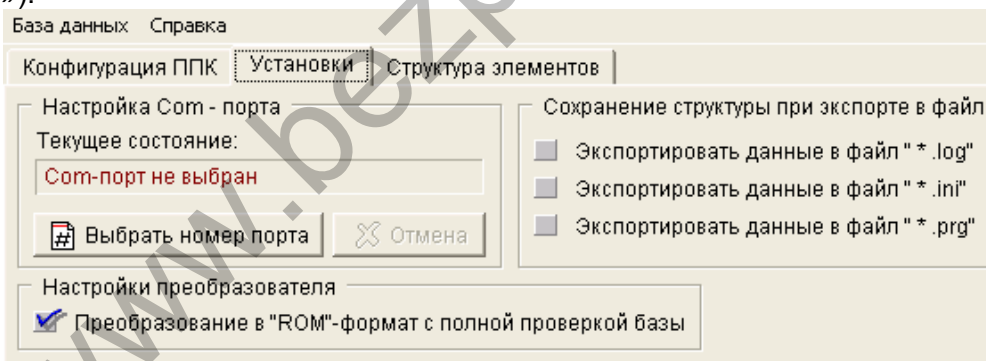 »).
База данных Справка
Конфигурация ППК Установки Структура элементов
Настройка Com - порта
Текущее состояние:
Com-порт не выбран
Выбрать номер порта Отмена
Сохранение структуры при экспорте в файл
Экспортировать данные в файл " * .log"
Экспортировать данные в файл " * .ini"
Экспортировать данные в файл " * .prg"
Настройки преобразователя
Преобразование в "ROM"-формат с полной проверкой базы